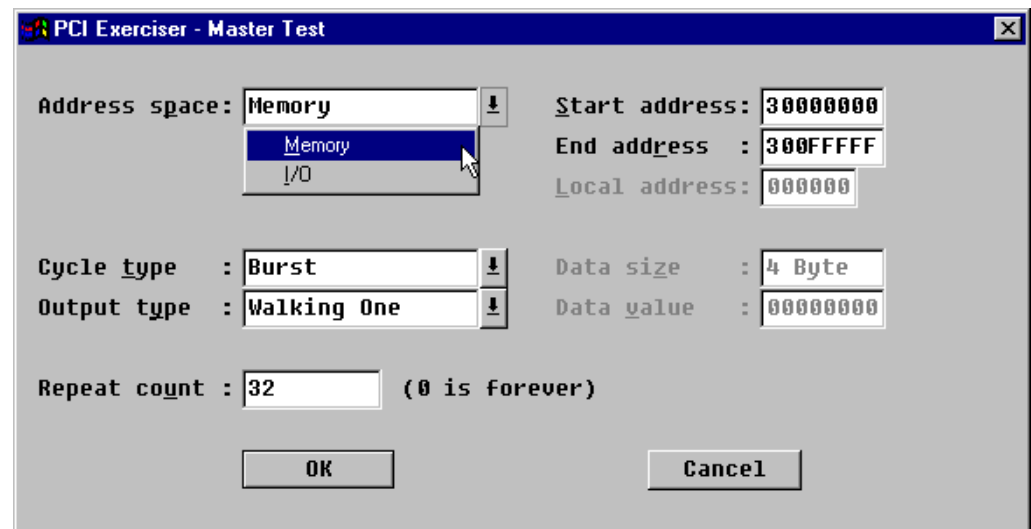 PCI Exerciser - Master Test
Address space: Memory
Memory
I/O
Start address: 30000000
End address : 300FFFFF
Local address: 000000
Cycle type : Burst
Output type : Walking One
Data size : 4 Byte
Data value : 00000000
Repeat count : 32 (0 is forever)
OK
Cancel